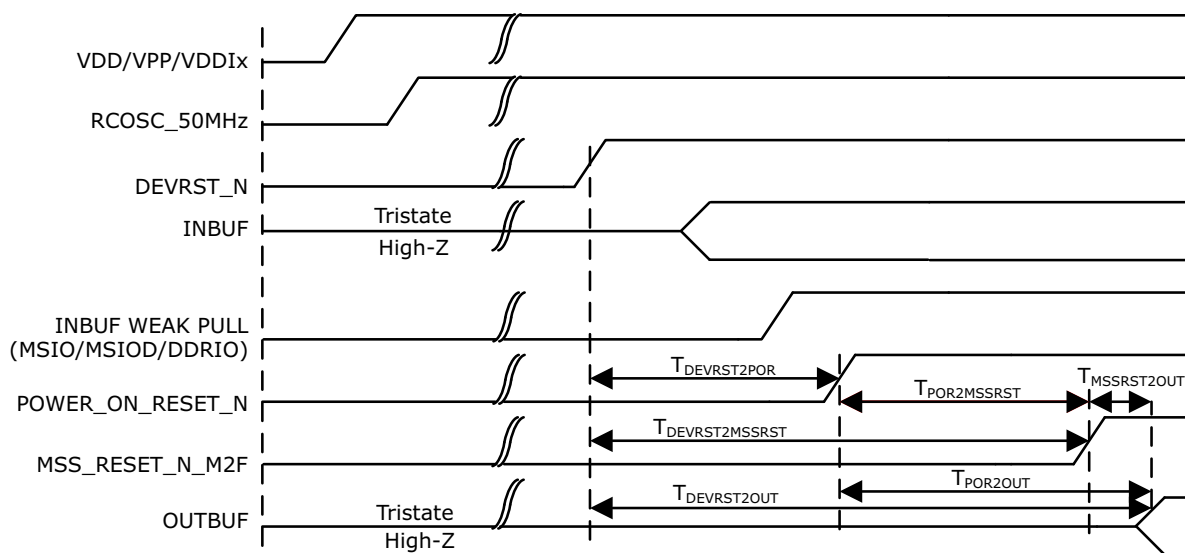 VDD/VPP/VDDIx
RCOSC_50MHz
DEVRST_N
INBUF
Tristate
High-Z
INBUF WEAK PULL
(MSIO/MSIOD/DDRIO)
TDEVRST2POR
TPOR2MSSRST
TMSSRST2OUT
POWER_ON_RESET_N
TDEVRST2MSSRST
MSS_RESET_N_M2F
TPOR2OUT
TDEVRST2OUT
OUTBUF
Tristate
High-Z